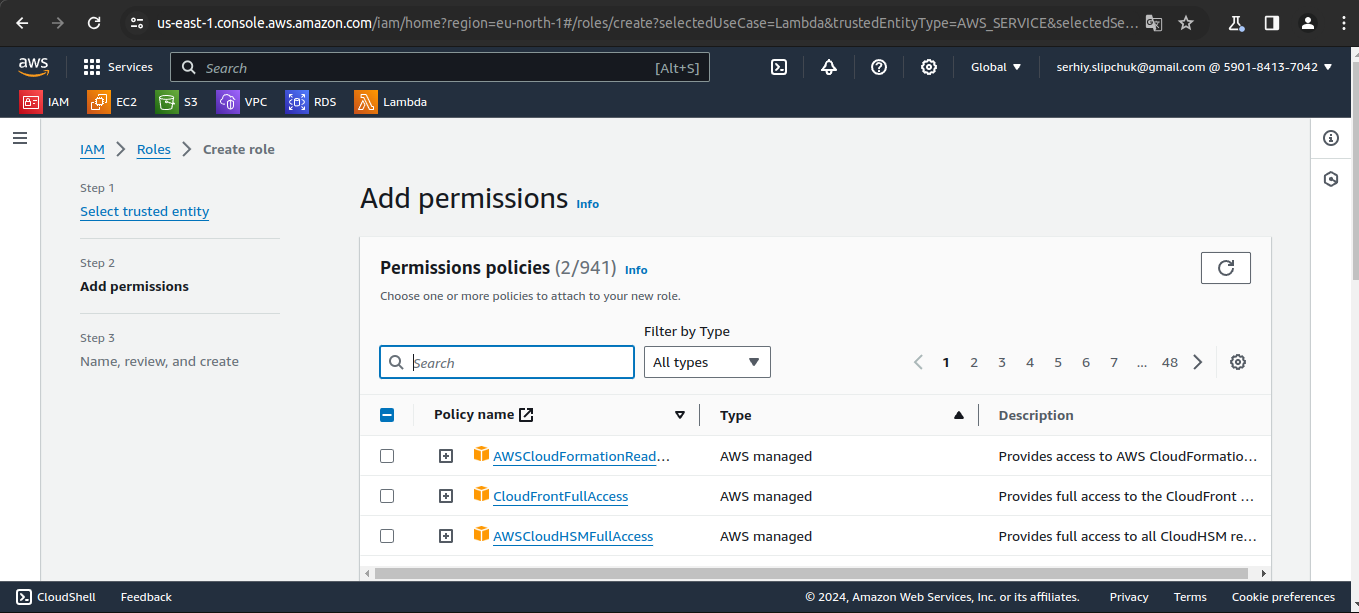 us-east-1.console.aws.amazon.com/iam/home?region=eu-north-1#/roles/create?selectedUseCase=Lambda&trustedEntityType=AWS_SERVICE&selectedSe...
aws Services Search [Alt+S] Global serhiy.slipchuk@gmail.com @ 5901-8413-7042
IAM EC2 S3 VPC RDS Lambda
IAM Roles Create role
Step 1
Select trusted entity
Step 2
Add permissions
Step 3
Name, review, and create
Add permissions Info
Permissions policies (2/941) Info
Choose one or more policies to attach to your new role.
Filter by Type
Search All types 1 2 3 4 5 6 7 ... 48
Policy name Type Description
AWSCloudFormationRead... AWS managed Provides access to AWS CloudFormatio...
CloudFrontFullAccess AWS managed Provides full access to the CloudFront ...
AWSCloudHSMFullAccess AWS managed Provides full access to all CloudHSM re...
CloudShell Feedback © 2024, Amazon Web Services, Inc. or its affiliates. Privacy Terms Cookie preferences